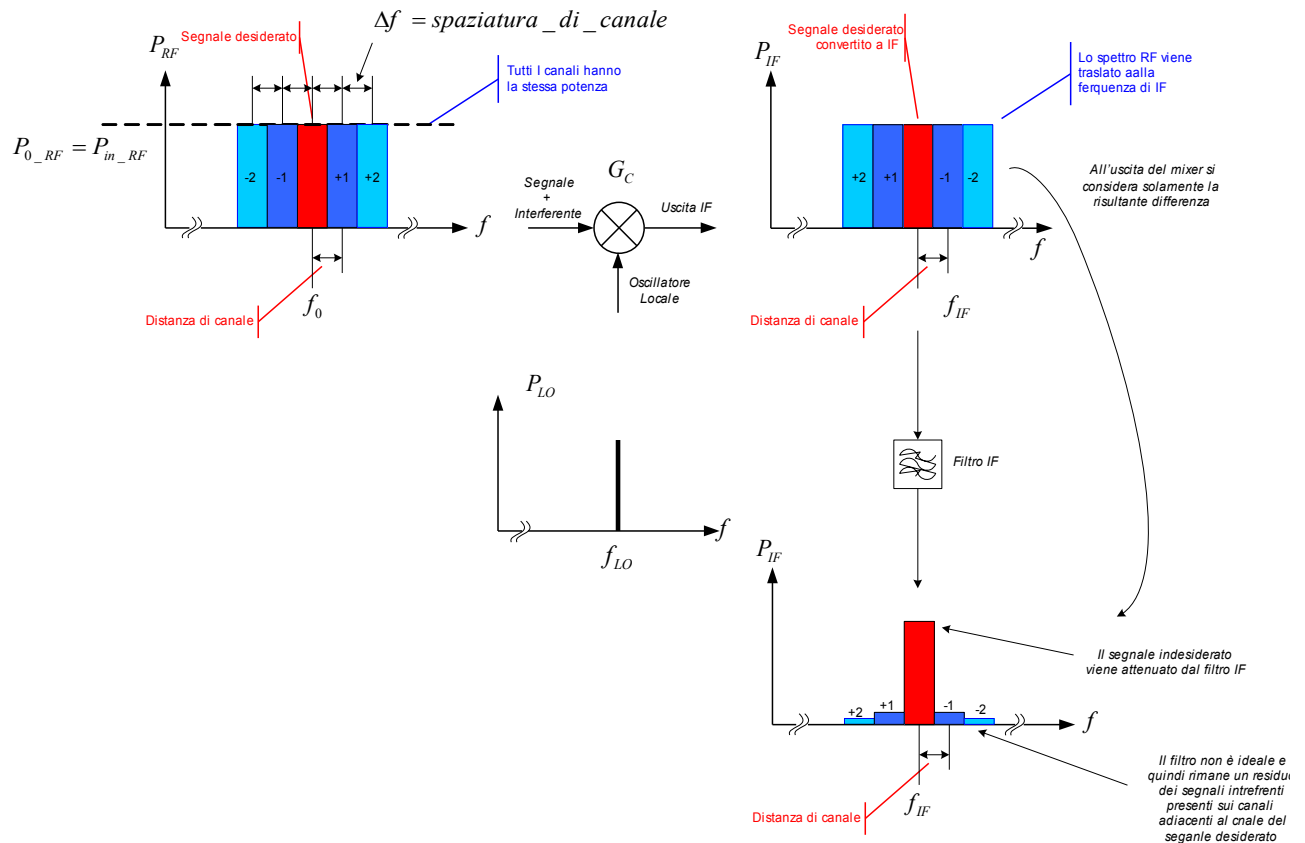 Δf = spaziatura_di_canale
Segnale desiderato
P_RF
Tutti I canali hanno
la stessa potenza
P_0_RF = P_in_RF
-2
-1
+1
+2
f
Distanza di canale
f_0
G_C
Segnale
+
Interferente
Uscita IF
Oscillatore
Locale
Segnale desiderato
convertito a IF
P_IF
Lo spettro RF viene
traslato aalla
ferquenza di IF
+2
+1
-1
-2
f
Distanza di canale
f_IF
All'uscita del mixer si
considera solamente la
risultante differenza
P_LO
f
f_LO
Filtro IF
P_IF
Il segnale indesiderato
viene attenuato dal filtro IF
+2
+1
-1
-2
f
Distanza di canale
f_IF
Il filtro non è ideale e
quindi rimane un residuo
dei segnali intrefrenti
presenti sui canali
adiacenti al cnale del
seganle desiderato